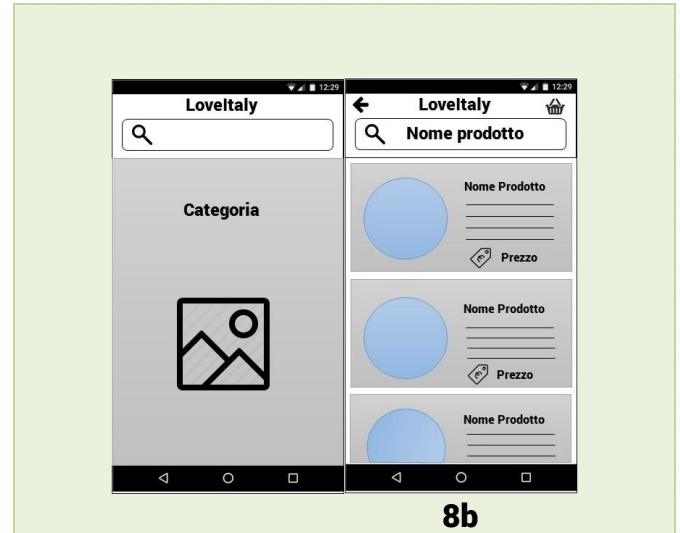 12:29
LoveItaly
Categoria
12:29
LoveItaly
Nome prodotto
Nome Prodotto
Prezzo
Nome Prodotto
Prezzo
Nome Prodotto
8b